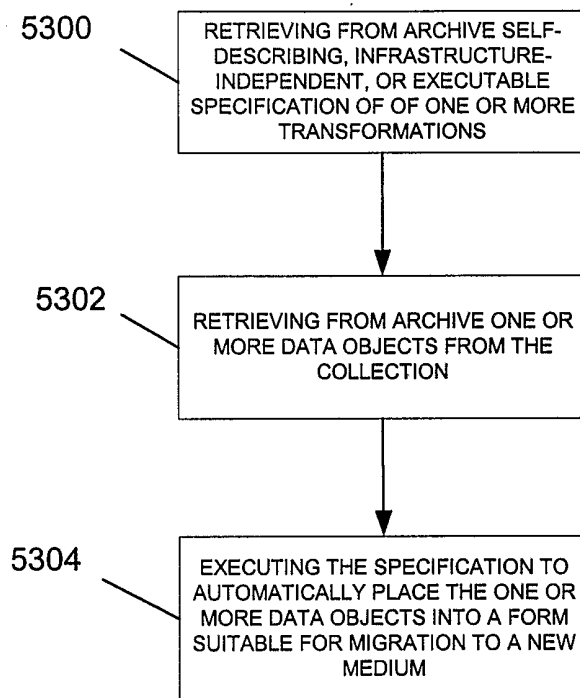 5300
RETRIEVING FROM ARCHIVE SELF-
DESCRIBING, INFRASTRUCTURE-
INDEPENDENT, OR EXECUTABLE
SPECIFICATION OF OF ONE OR MORE
TRANSFORMATIONS
5302
RETRIEVING FROM ARCHIVE ONE OR
MORE DATA OBJECTS FROM THE
COLLECTION
5304
EXECUTING THE SPECIFICATION TO
AUTOMATICALLY PLACE THE ONE OR
MORE DATA OBJECTS INTO A FORM
SUITABLE FOR MIGRATION TO A NEW
MEDIUM